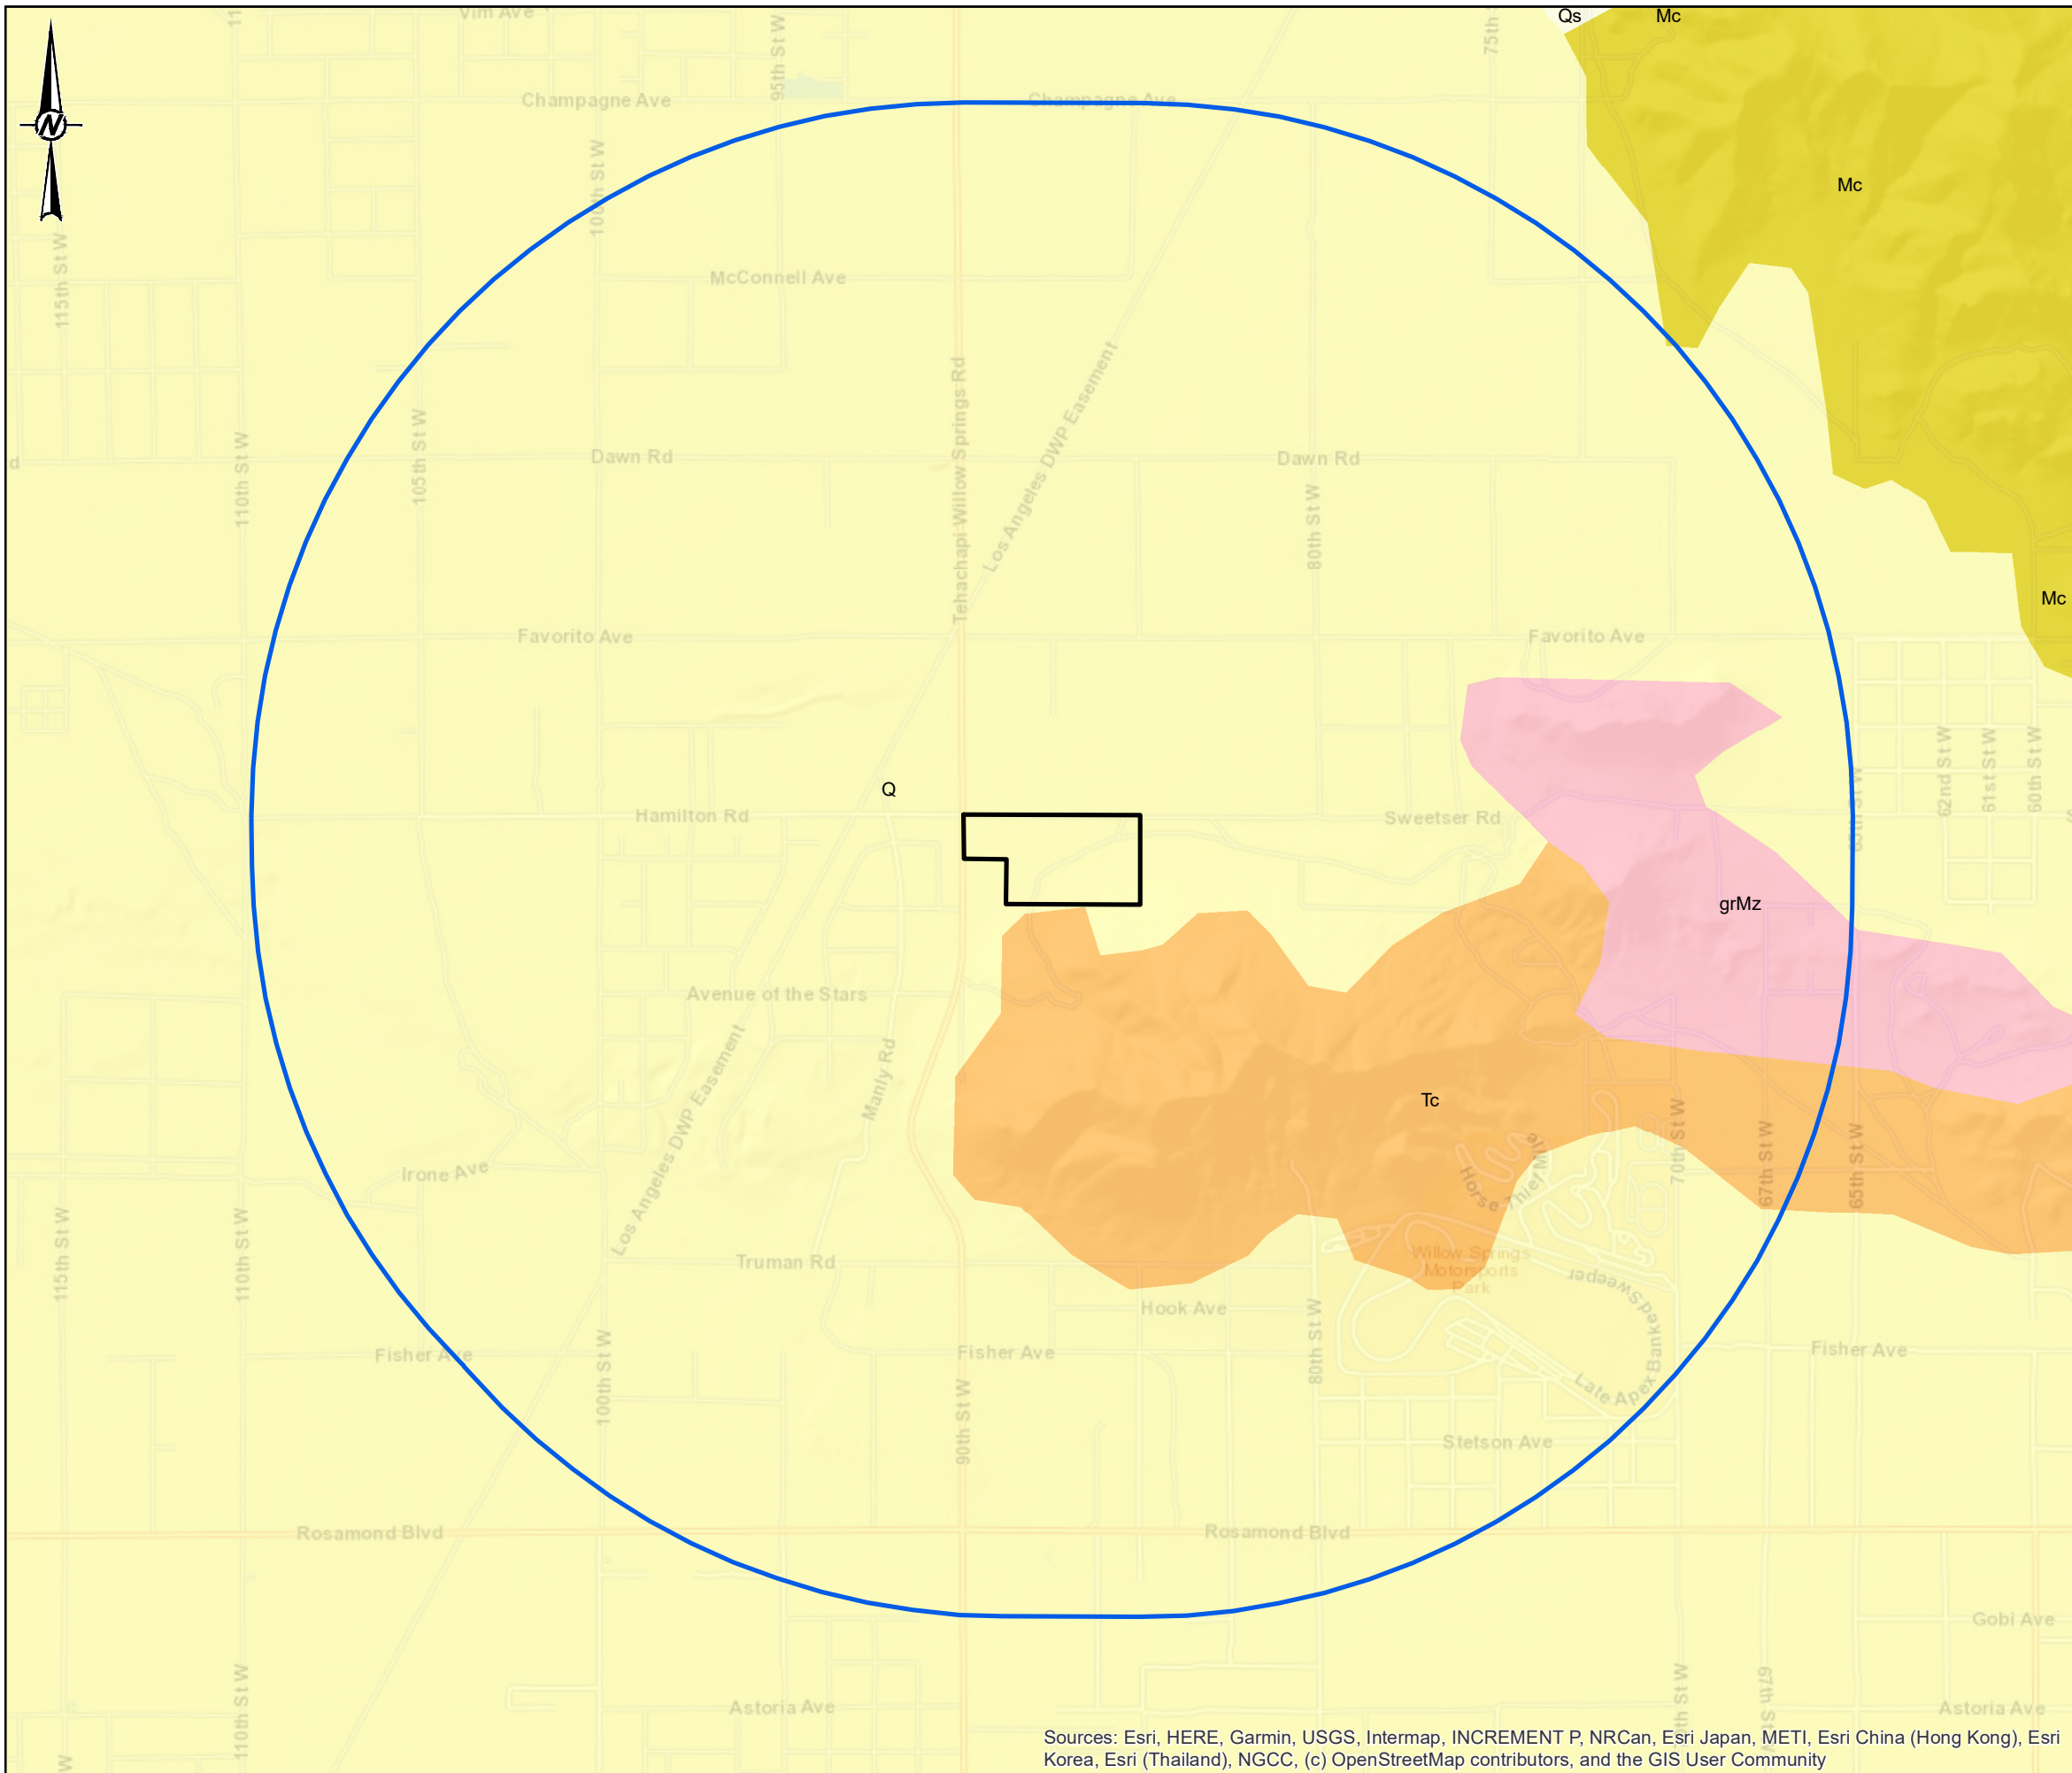 Vim Ave
Qs
Mc
11
95th St W
75th
Champagne Ave
Champagne Ave
N
100th St W
Mc
115th St W
McConnell Ave
Tehachapi Willow Springs Rd
Los Angeles DWP Easement
110th St W
105th St W
Dawn Rd
Dawn Rd
d
80th St W
Mc
Favorito Ave
Favorito Ave
62nd St W
61st St W
60th St W
Q
Hamilton Rd
Sweetser Rd
65th St W
S
grMz
Avenue of the Stars
Los Angeles DWP Easement
Manly Rd
Tc
70th St W
67th St W
65th St W
Horse Thief Mile
Irone Ave
115th St W
110th St W
Truman Rd
Willow Springs
Motorsports
Park
Sweeper
Hook Ave
80th St W
Banked
Fisher Ave
Fisher Ave
Fisher Ave
100th St W
90th St W
Late Apex
Stetson Ave
Rosamond Blvd
Rosamond Blvd
Gobi Ave
110th St W
67th St W
Astoria Ave
Astoria Ave
W
Sources: Esri, HERE, Garmin, USGS, Intermap, INCREMENT P, NRCan, Esri Japan, METI, Esri China (Hong Kong), Esri
Korea, Esri (Thailand), NGCC, (c) OpenStreetMap contributors, and the GIS User Community